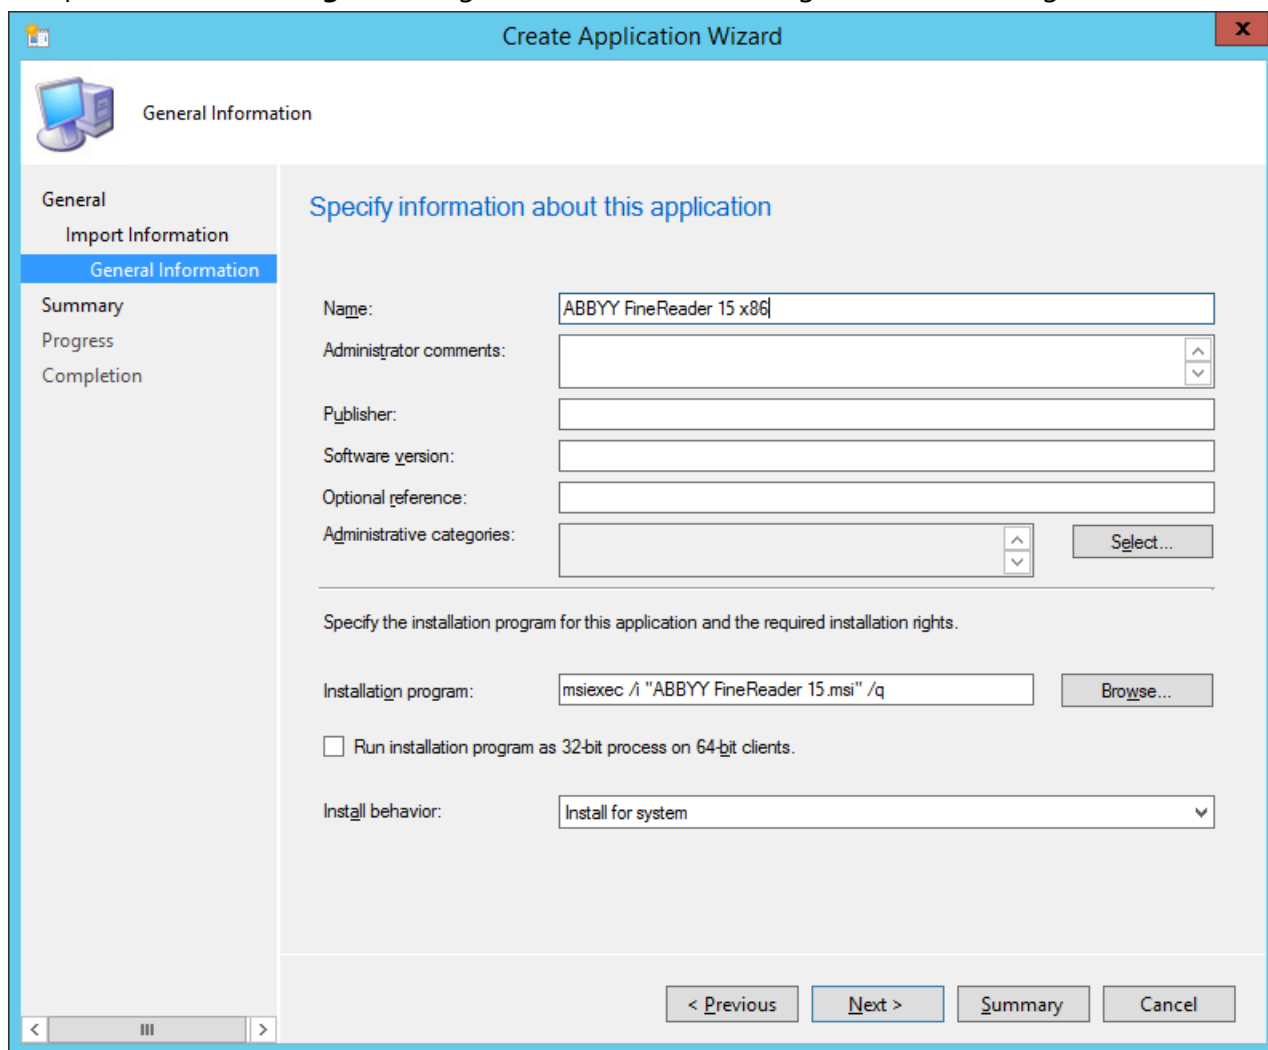 Create Application Wizard
X
General Information
General
Import Information
General Information
Summary
Progress
Completion
Specify information about this application
Name: ABBYY FineReader 15 x86
Administrator comments:
Publisher:
Software version:
Optional reference:
Administrative categories: Select...
Specify the installation program for this application and the required installation rights.
Installation program: msiexec /i "ABBYY FineReader 15.msi" /q Browse...
Run installation program as 32-bit process on 64-bit clients.
Install behavior: Install for system
< Previous Next > Summary Cancel